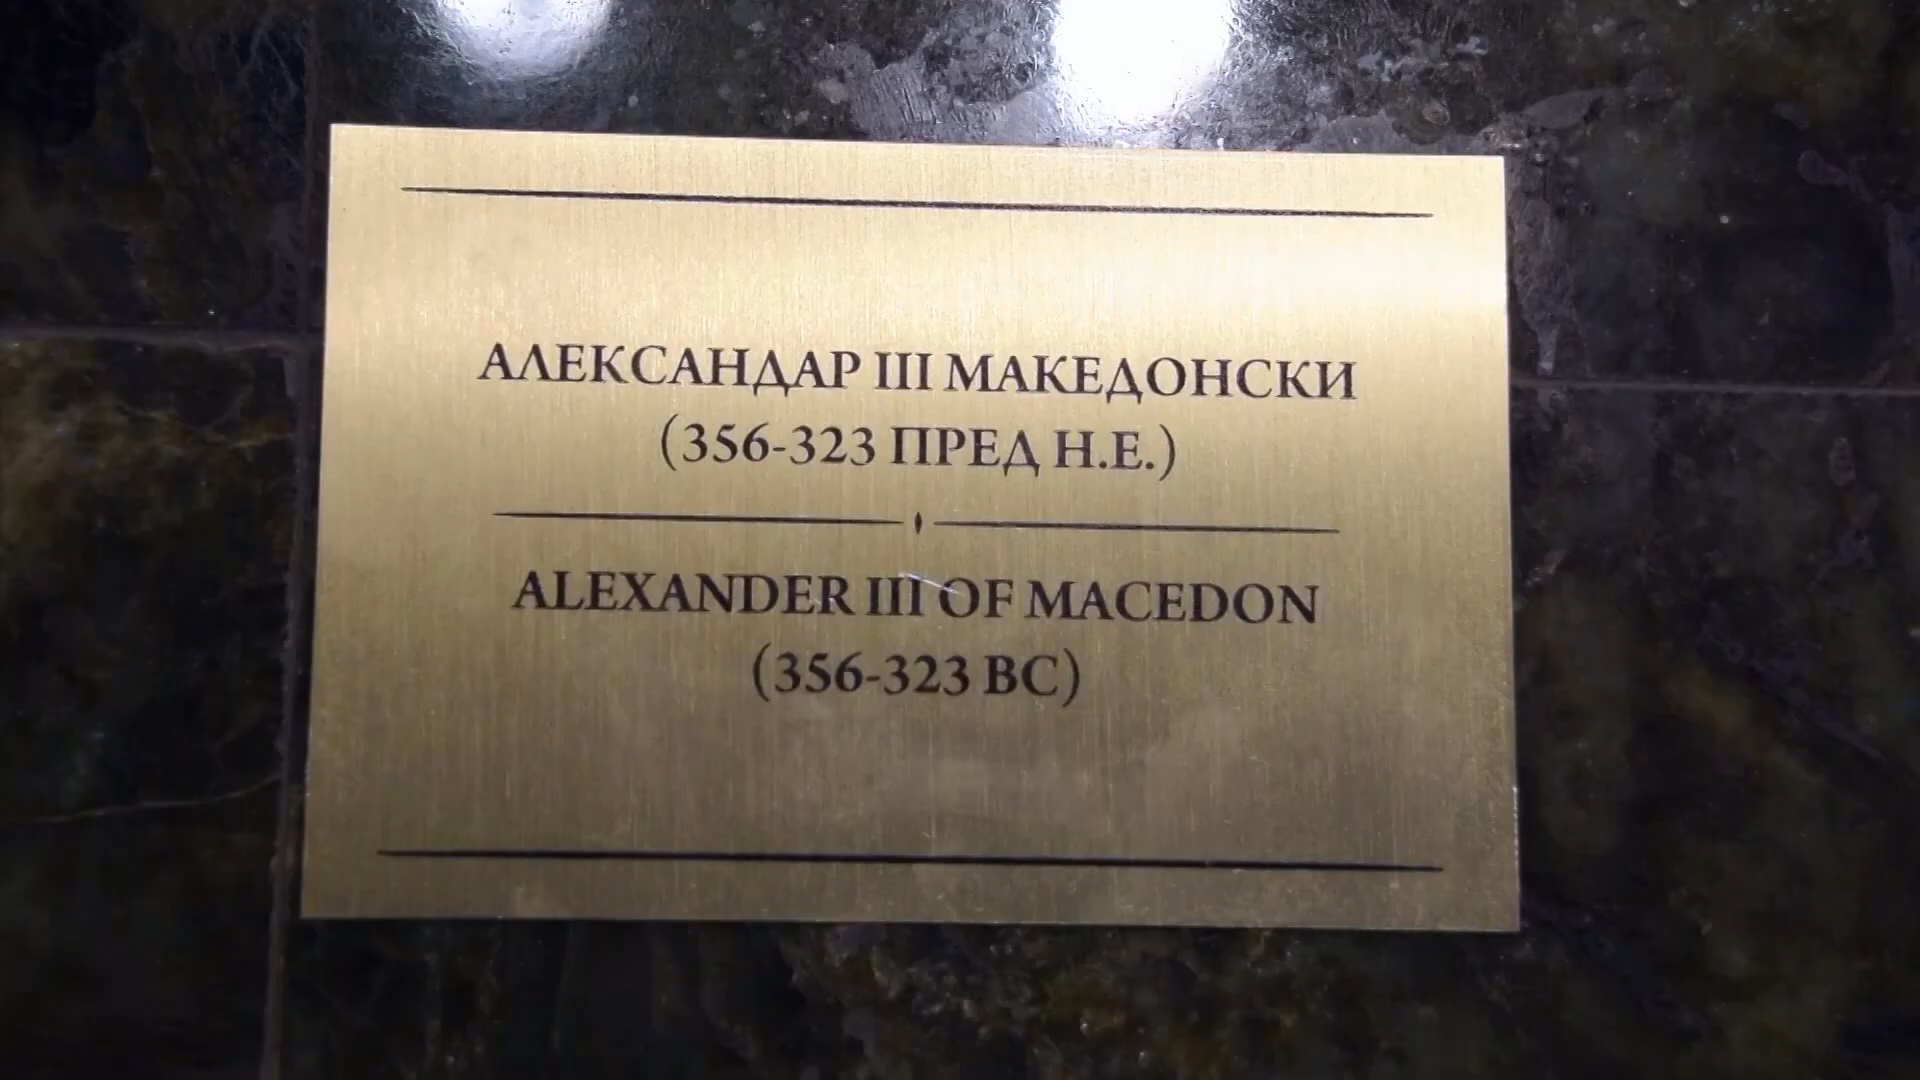 АЛЕКСАНДАР III МАКЕДОНСКИ
(356-323 ПРЕД Н.Е.)
ALEXANDER III OF MACEDON
(356-323 BC)